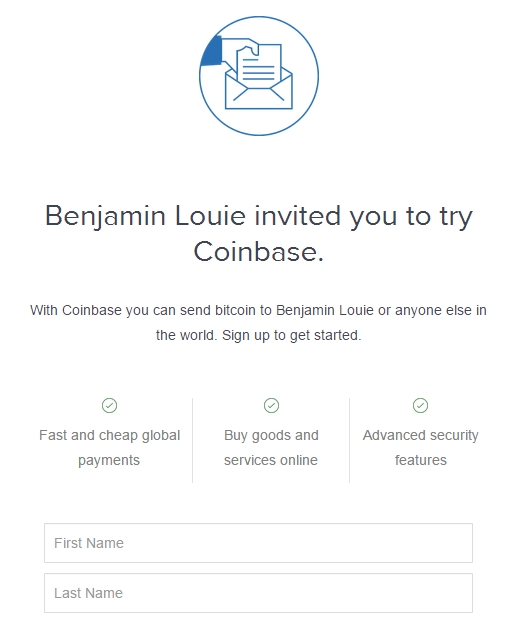 Benjamin Louie invited you to try
Coinbase.
With Coinbase you can send bitcoin to Benjamin Louie or anyone else in
the world. Sign up to get started.
Fast and cheap global
payments
Buy goods and
services online
Advanced security
features
First Name
Last Name